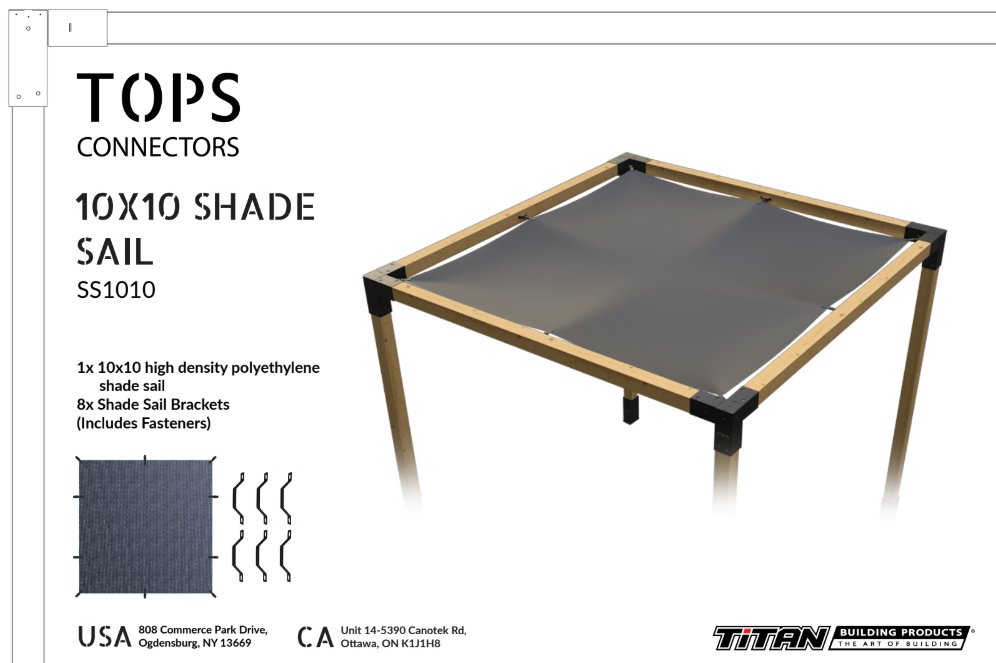 TOPS
CONNECTORS
10X10 SHADE
SAIL
SS1010
1x 10x10 high density polyethylene
shade sail
8x Shade Sail Brackets
(Includes Fasteners)
USA 808 Commerce Park Drive,
Ogdensburg, NY 13669
CA Unit 14-5390 Canotek Rd,
Ottawa, ON K1J1H8
TITAN BUILDING PRODUCTS
THE ART OF BUILDING